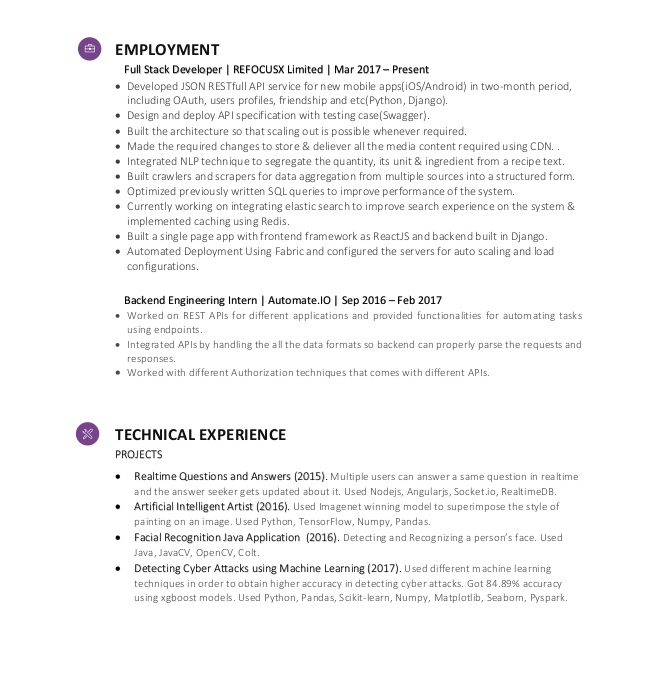 EMPLOYMENT
Full Stack Developer | REFOCUSX Limited | Mar 2017 – Present
• Developed JSON RESTfull API service for new mobile apps(iOS/Android) in two-month period,
including OAuth, users profiles, friendship and etc(Python, Django).
• Design and deploy API specification with testing case(Swagger).
• Built the architecture so that scaling out is possible whenever required.
• Made the required changes to store & deliever all the media content required using CDN. .
• Integrated NLP technique to segregate the quantity, its unit & ingredient from a recipe text.
• Built crawlers and scrapers for data aggregation from multiple sources into a structured form.
• Optimized previously written SQL queries to improve performance of the system.
• Currently working on integrating elastic search to improve search experience on the system &
implemented caching using Redis.
• Built a single page app with frontend framework as ReactJS and backend built in Django.
• Automated Deployment Using Fabric and configured the servers for auto scaling and load
configurations.
Backend Engineering Intern | Automate.IO | Sep 2016 – Feb 2017
• Worked on REST APIs for different applications and provided functionalities for automating tasks
using endpoints.
• Integrated APIs by handling the all the data formats so backend can properly parse the requests and
responses.
• Worked with different Authorization techniques that comes with different APIs.
TECHNICAL EXPERIENCE
PROJECTS
• Realtime Questions and Answers (2015). Multiple users can answer a same question in realtime
and the answer seeker gets updated about it. Used Nodejs, Angularjs, Socket.io, RealtimeDB.
• Artificial Intelligent Artist (2016). Used Imagenet winning model to superimpose the style of
painting on an image. Used Python, TensorFlow, Numpy, Pandas.
• Facial Recognition Java Application (2016). Detecting and Recognizing a person's face. Used
Java, JavaCV, OpenCV, Colt.
• Detecting Cyber Attacks using Machine Learning (2017). Used different machine learning
techniques in order to obtain higher accuracy in detecting cyber attacks. Got 84.89% accuracy
using xgboost models. Used Python, Pandas, Scikit-learn, Numpy, Matplotlib, Seaborn, Pyspark.